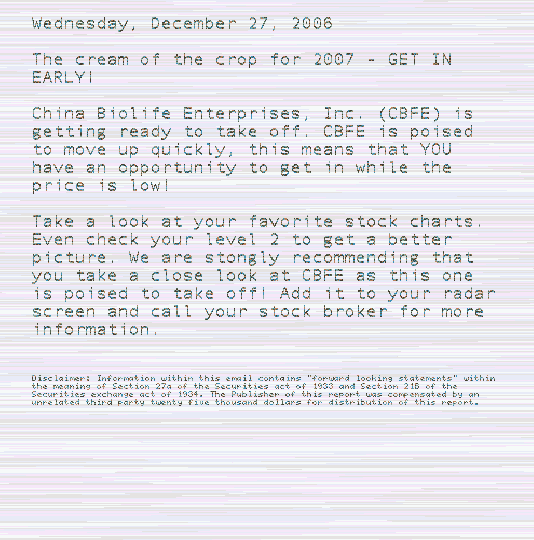 Wednesday, December 27, 2006
The cream of the crop for 2007 - GET IN
EARLY!
China Biolife Enterprises, Inc. (CBFE) is
getting ready to take off. CBFE is poised
to move up quickly, this means that YOU
have an opportunity to get in while the
price is low!
Take a look at your favorite stock charts.
Even check your level 2 to get a better
picture. We are stongly recommending that
you take a close look at CBFE as this one
is poised to take off! Add it to your radar
screen and call your stock broker for more
information.
Disclaimer: Information within this email contains "forward looking statements" within
the meaning of Section 27a of the Securities act of 1933 and Section 21B of the
Securities exchange act of 1934. The Publisher of this report was compensated by an
unrelated third party twenty five thousand dollars for distribution of this report.